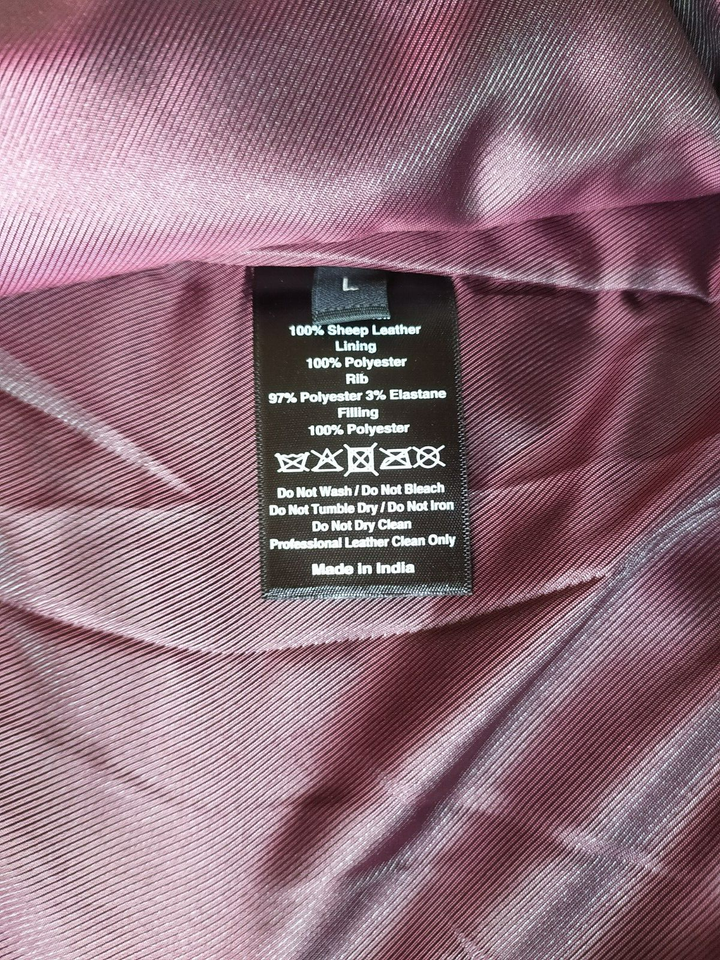 L
100% Sheep Leather
Lining
100% Polyester
Rib
97% Polyester 3% Elastane
Filling
100% Polyester
Do Not Wash / Do Not Bleach
Do Not Tumble Dry / Do Not Iron
Do Not Dry Clean
Professional Leather Clean Only
Made in India